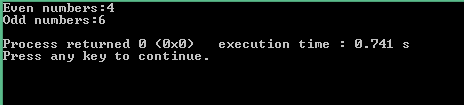 Even numbers:4
Odd numbers:6
Process returned 0 (0x0)   execution time : 0.741 s
Press any key to continue.